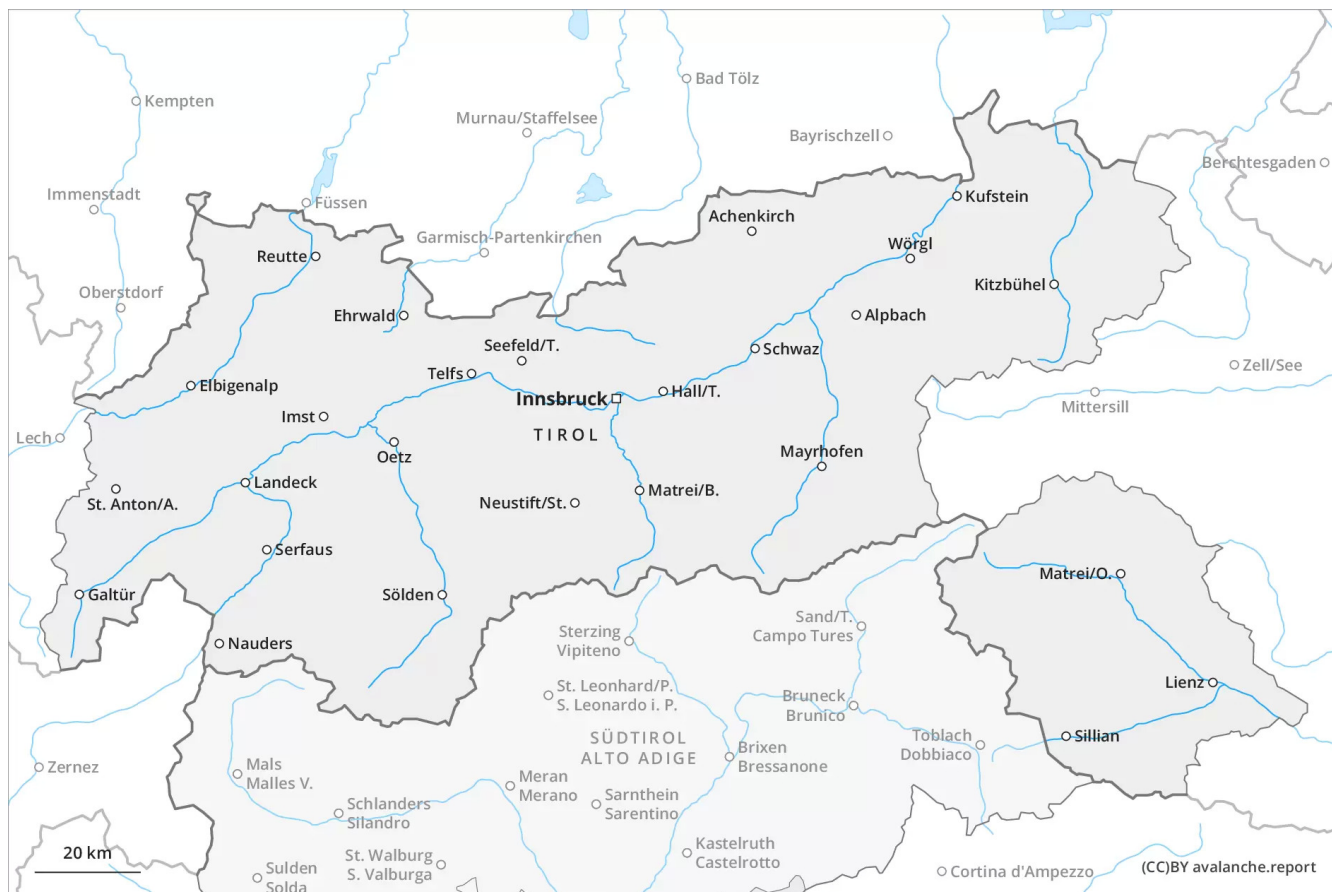 Bad Tölz
Kempten
Murnau/Staffelsee
Bayrischzell
Berchtesgaden
Immenstadt
Füssen
Kufstein
Achenkirch
Garmisch-Partenkirchen
Wörgl
Reutte
Kitzbühel
Oberstdorf
Ehrwald
Alpbach
Seefeld/T.
Schwaz
Zell/See
Telfs
Elbigenalp
Hall/T.
Innsbruck
Mittersill
Imst
TIROL
Lech
Oetz
Mayrhofen
Landeck
Matrei/B.
St. Anton/A.
Neustift/St.
Serfaus
Matrei/O.
Galtür
Sölden
Sand/T.
Campo Tures
Sterzing
Vipiteno
Nauders
Lienz
St. Leonhard/P.
S. Leonardo i. P.
Bruneck
Brunico
Sillian
SÜDTIROL
ALTO ADIGE
Toblach
Dobbiaco
Brixen
Bressanone
Zernez
Mals
Malles V.
Meran
Merano
Sarnthein
Sarentino
Schlanders
Silandro
Kastelruth
Castelrotto
20 km
St. Walburg
S. Valburga
Sulden
Solda
Cortina d'Ampezzo
(CC)BY avalanche.report